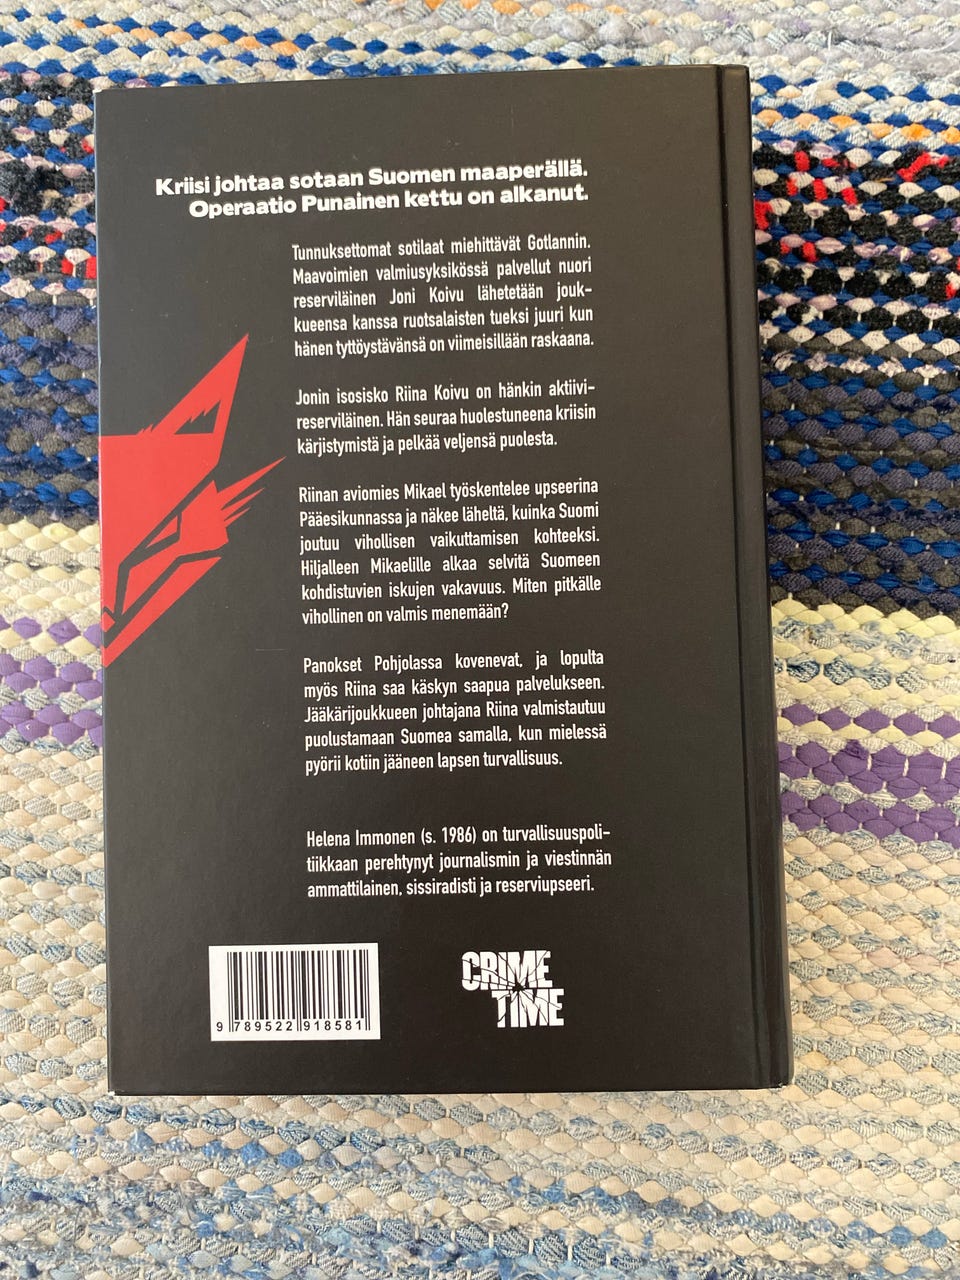 Kriisi johtaa sotaan Suomen maaperällä.
Operaatio Punainen kettu on alkanut.
Tunnuksettomat sotilaat miehittävät Gotlannin.
Maavoimien valmiusyksikössä palvellut nuori
reserviläinen Joni Koivu lähetetään jouk-
kueensa kanssa ruotsalaisten tueksi juuri kun
hänen tyttöystävänsä on viimeisillään raskaana.
Jonin isosisko Riina Koivu on hänkin aktiivi-
reserviläinen. Hän seuraa huolestuneena kriisin
kärjistymistä ja pelkää veljensä puolesta.
Riinan aviomies Mikael työskentelee upseerina
Pääesikunnassa ja näkee läheltä, kuinka Suomi
joutuu vihollisen vaikuttamisen kohteeksi.
Hiljalleen Mikaelille alkaa selvitä Suomeen
kohdistuvien iskujen vakavuus. Miten pitkälle
vihollinen on valmis menemään?
Panokset Pohjolassa kovenevat, ja lopulta
myös Riina saa käskyn saapua palvelukseen.
Jääkärijoukkueen johtajana Riina valmistautuu
puolustamaan Suomea samalla, kun mielessä
pyörii kotiin jääneen lapsen turvallisuus.
Helena Immonen (s. 1986) on turvallisuuspoli-
tiikkaan perehtynyt journalismin ja viestinnän
ammattilainen, sissiradisti ja reserviupseeri.
9 789522 918581
CRIME
TIME